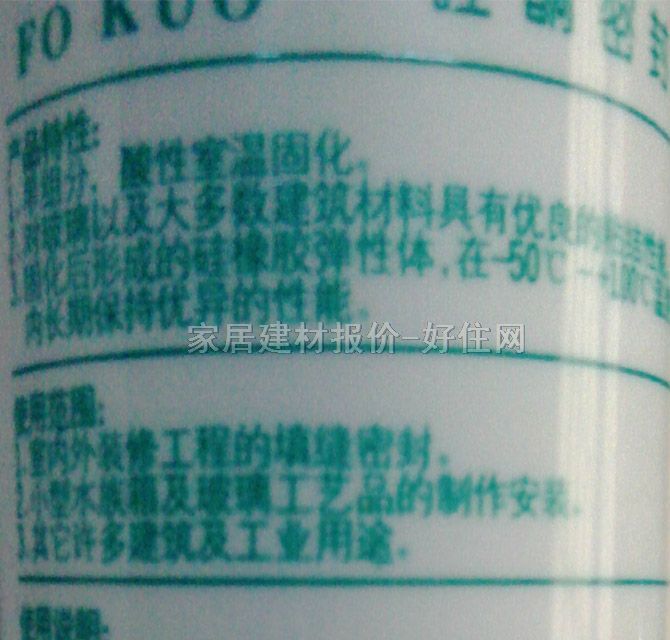 FO KUO
产品特性:
1.单组分，酸性室温固化。
2.对玻璃以及大多数建筑材料具有优良的粘接性能
3.固化后形成的硅橡胶弹性体，在-50℃-+100℃
内长期保持优异的性能。
家居建材报价-好住网
使用范围:
1.室内外装修工程的填缝密封。
2.小型水族箱及玻璃工艺品的制作安装。
3.其它许多建筑及工业用途。
使用说明: